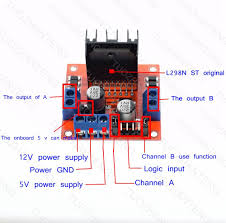 L298N ST original
The output of A
The output B
The onboard 5 v can
12V power supply
Power GND
5V power supply
Channel B use function
Logic input
Channel A